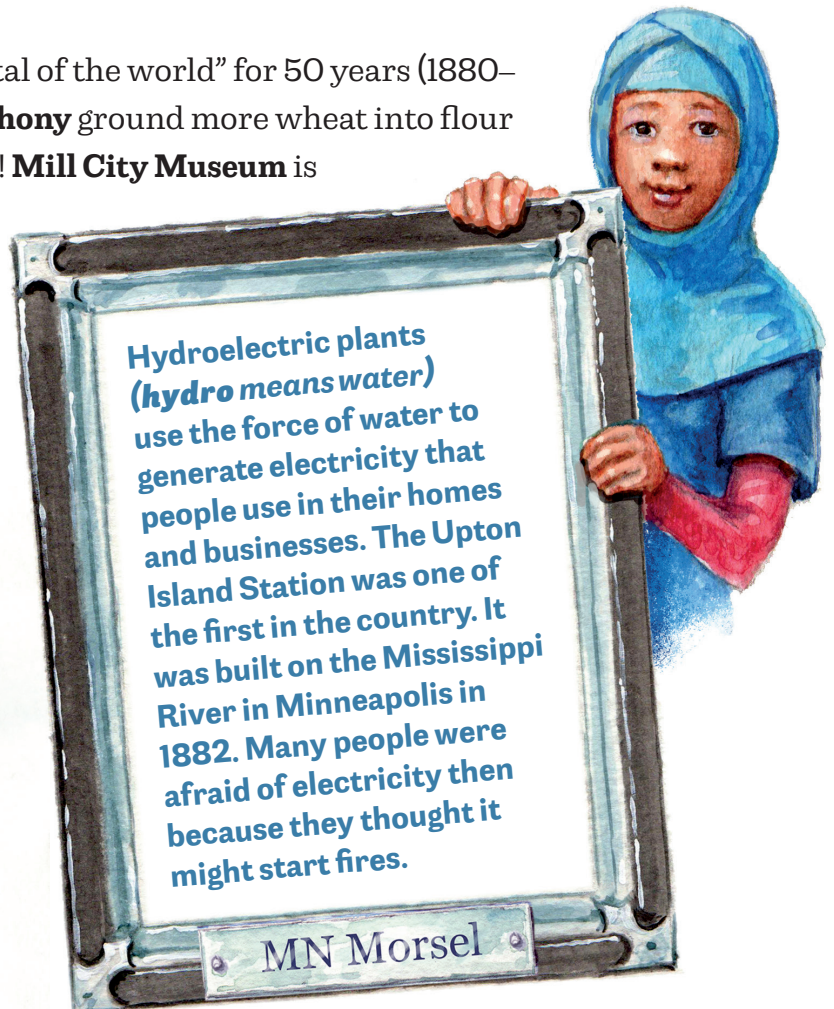 tal of the world” for 50 years (1880–
hony ground more wheat into flour
! Mill City Museum is
Hydroelectric plants
(hydro means water)
use the force of water to
generate electricity that
people use in their homes
and businesses. The Upton
Island Station was one of
the first in the country. It
was built on the Mississippi
River in Minneapolis in
1882. Many people were
afraid of electricity then
because they thought it
might start fires.
MN Morsel